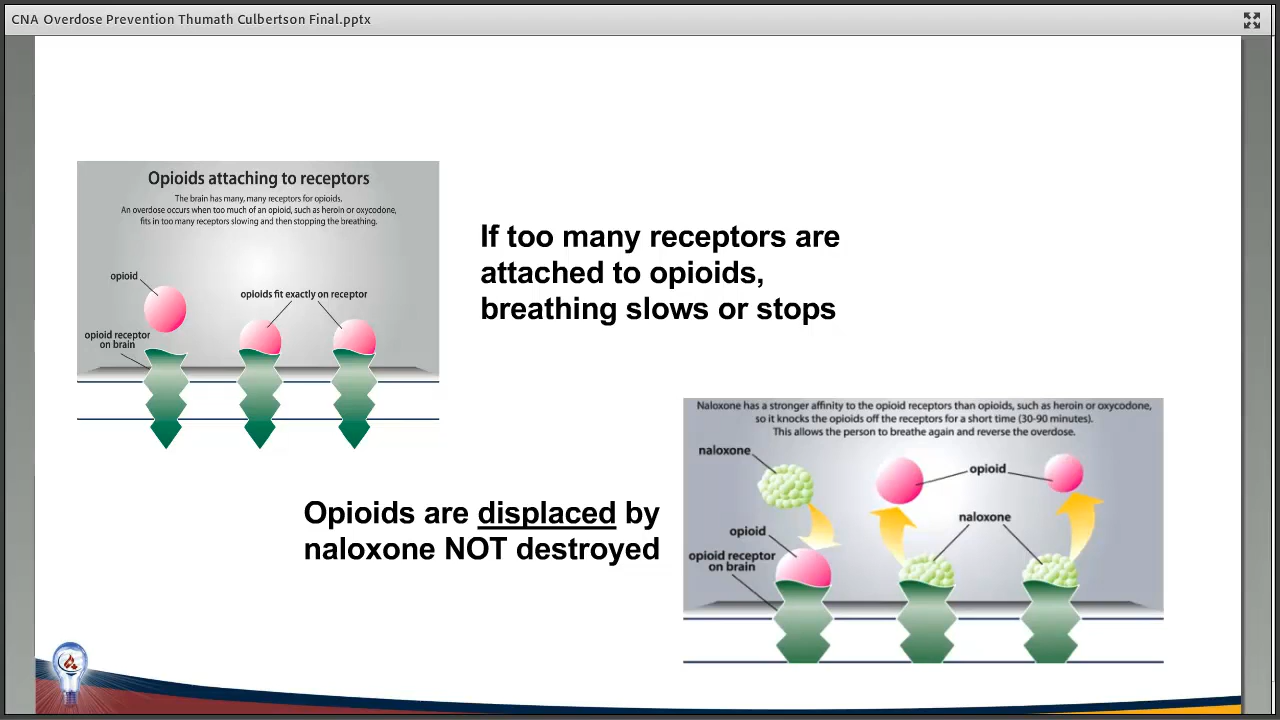 CNA Overdose Prevention Thumath Culbertson Final.pptx
Opioids attaching to receptors
The brain has many, many receptors for opioids.
An overdose occurs when too much of an opioid, such as heroin or oxycodone,
fits in too many receptors slowing and then stopping the breathing.
opioid
opioids fit exactly on receptor
opioid receptor
on brain
If too many receptors are
attached to opioids,
breathing slows or stops
Naloxone has a stronger affinity to the opioid receptors than opioids, such as heroin or oxycodone,
so it knocks the opioids off the receptors for a short time (30-90 minutes).
This allows the person to breathe again and reverse the overdose.
naloxone
opioid
naloxone
opioid
opioid receptor
on brain
Opioids are displaced by
naloxone NOT destroyed